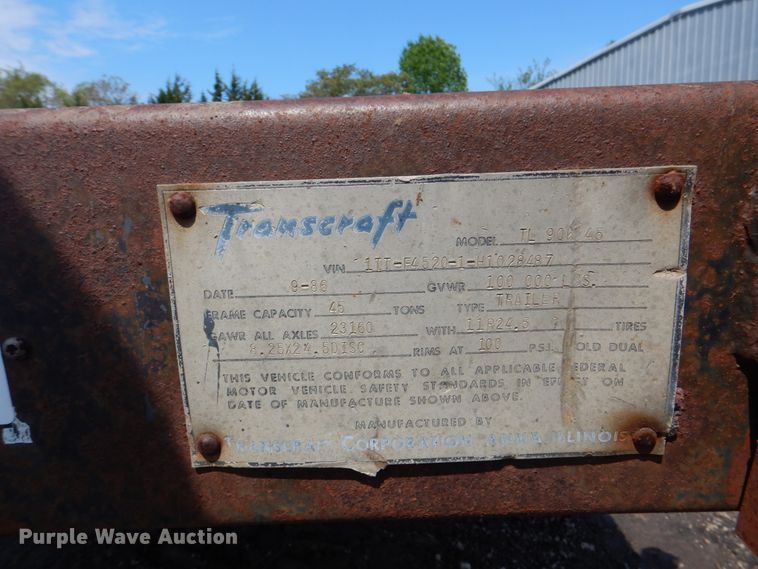 Transcraft
MODEL TL 90K 45
VIN 1TT-F4520-1-H1028487
DATE 9-86 GVWR 100 000-LBS.
FRAME CAPACITY 45 TONS TYPE TRAILER
GAWR ALL AXLES 23160 WITH 11R24.5 TIRES
8.25X24.5DISC RIMS AT 100 P.S.I. COLD DUAL
THIS VEHICLE CONFORMS TO ALL APPLICABLE FEDERAL
MOTOR VEHICLE SAFETY STANDARDS IN EFFECT ON
DATE OF MANUFACTURE SHOWN ABOVE.
MANUFACTURED BY
TRANSCRAFT CORPORATION ANNA, ILLINOIS
Purple Wave Auction